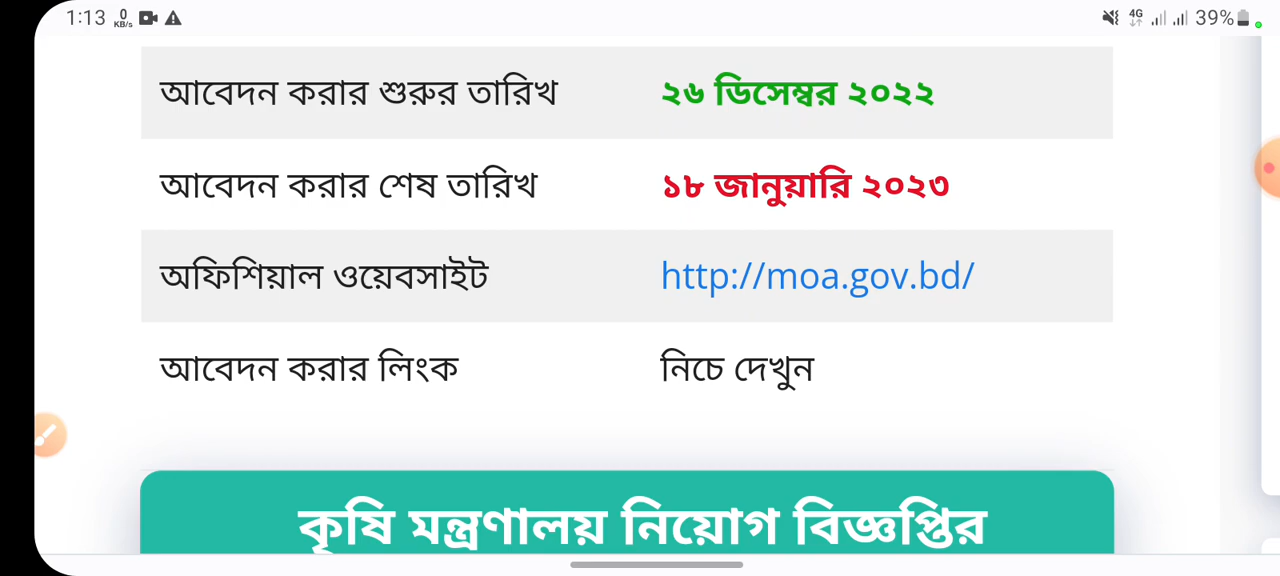 1:13 0 KB/s 4G 39%
আবেদন করার শুরুর তারিখ ২৬ ডিসেম্বর ২০২২
আবেদন করার শেষ তারিখ ১৮ জানুয়ারি ২০২৩
অফিশিয়াল ওয়েবসাইট http://moa.gov.bd/
আবেদন করার লিংক নিচে দেখুন
কৃষি মন্ত্রণালয় নিয়োগ বিজ্ঞপ্তির